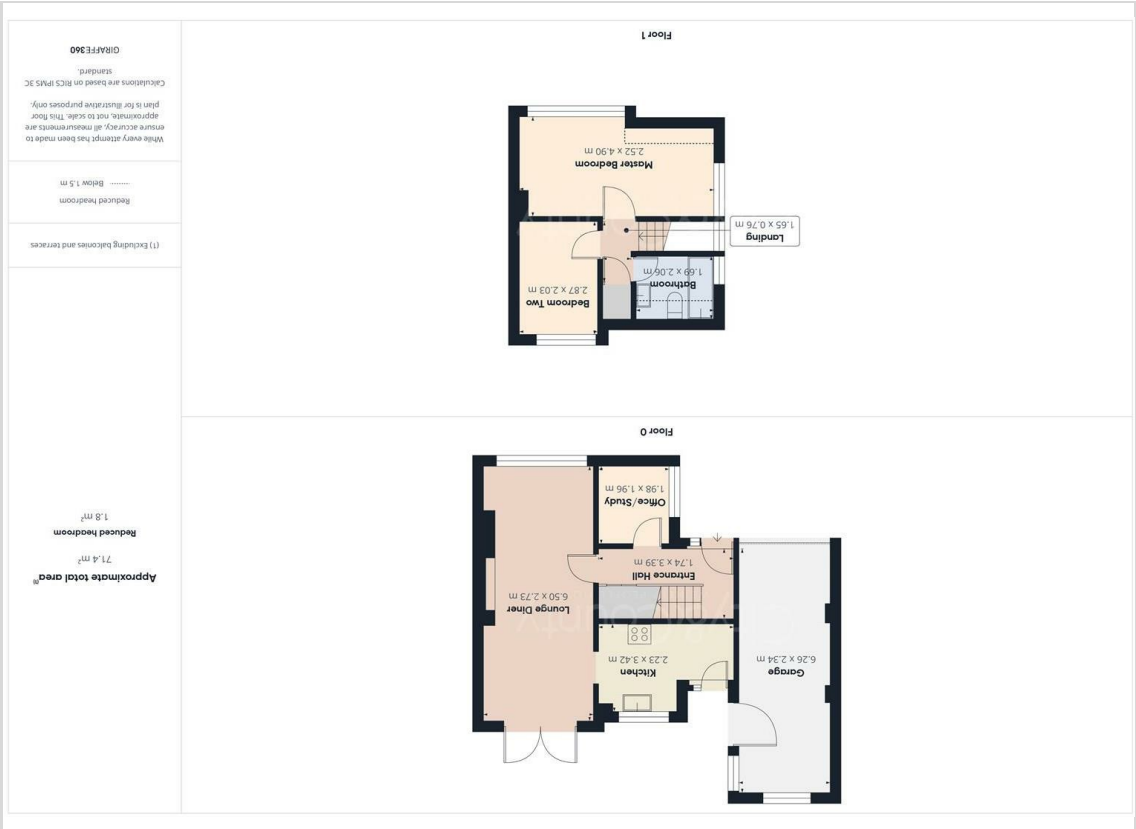 Approximate total area(1)
71.4 m²
Reduced headroom
1.8 m²
(1) Excluding balconies and terraces
Reduced headroom
Below 1.5 m
While every attempt has been made to
ensure accuracy, all measurements are
approximate, not to scale. This floor
plan is for illustrative purposes only.
Calculations are based on RICS IPMS 3C
standard.
GIRAFFE360
Garage
6.26 x 2.34 m
Kitchen
2.23 x 3.42 m
Lounge Diner
6.50 x 2.73 m
Entrance Hall
1.74 x 3.39 m
Office/Study
1.98 x 1.96 m
Floor 0
Bathroom
1.69 x 2.06 m
Bedroom Two
2.87 x 2.03 m
Landing
1.65 x 0.76 m
Master Bedroom
2.52 x 4.90 m
Floor 1